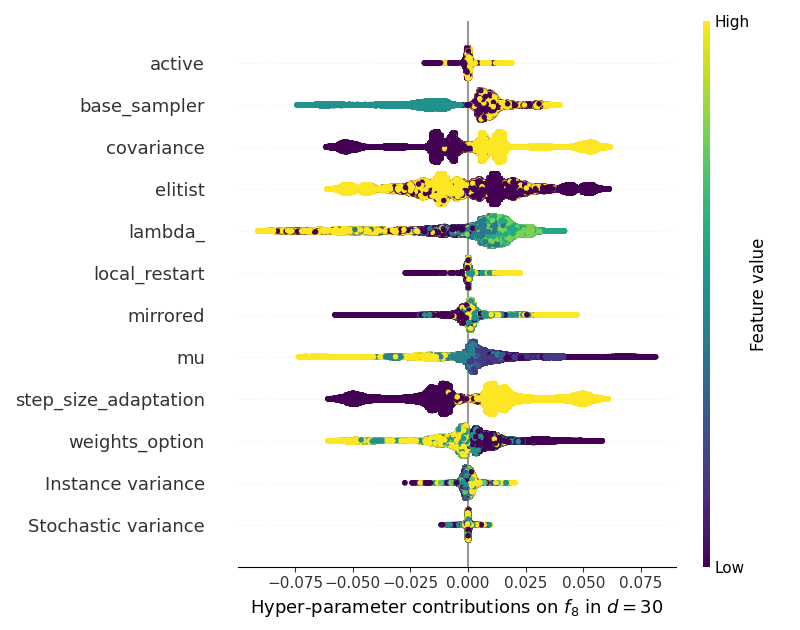 High
active
base_sampler
covariance
elitist
lambda_
local_restart
mirrored
mu
step_size_adaptation
weights_option
Instance variance
Stochastic variance
Feature value
Low
−0.075 −0.050 −0.025 0.000 0.025 0.050 0.075
Hyper-parameter contributions on f₈ in d = 30